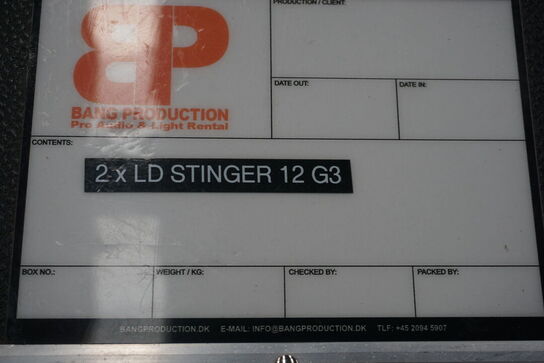 PRODUCTION / CLIENT:
BP
BANG PRODUCTION
Pro Audio & Light Rental
DATE OUT:
DATE IN:
CONTENTS:
2 x LD STINGER 12 G3
BOX NO.:
WEIGHT / KG:
CHECKED BY:
PACKED BY:
BANGPRODUCTION.DK E-MAIL: INFO@BANGPRODUCTION.DK TLF: +45 2094 5907